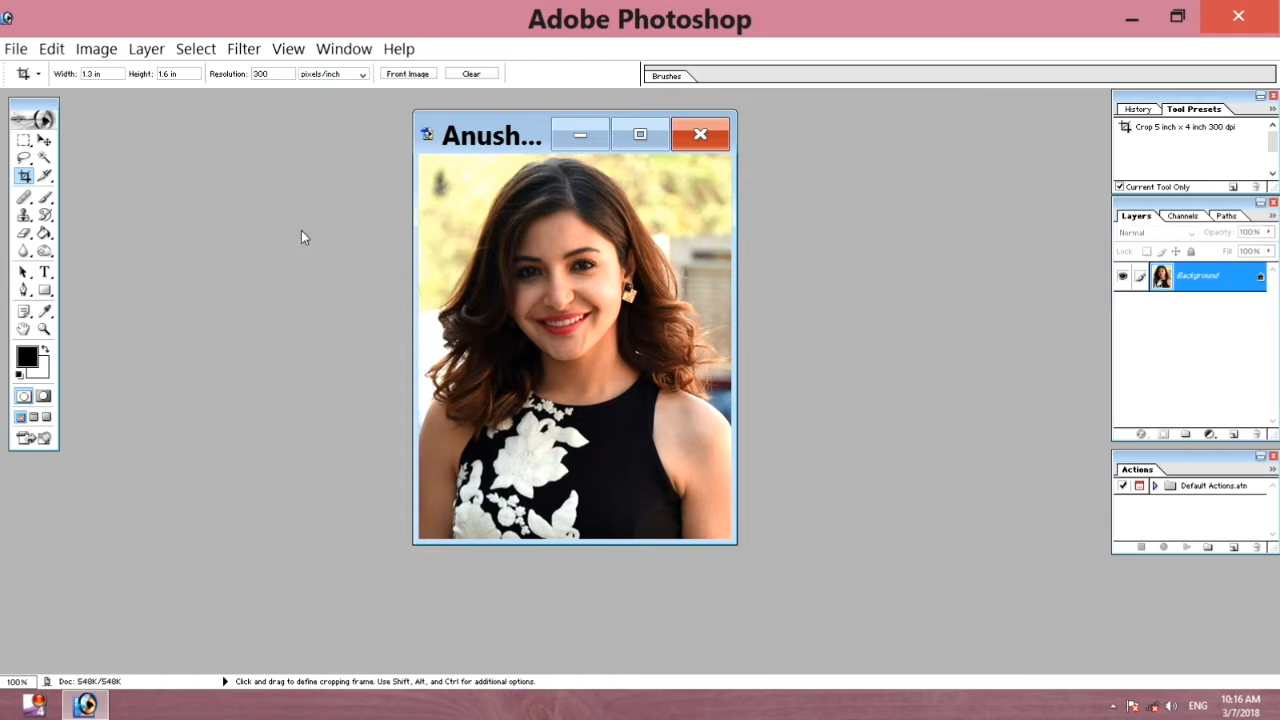 Adobe Photoshop
File Edit Image Layer Select Filter View Window Help
Width: 1.3 in Height: 1.6 in Resolution: 300 pixels/inch Front Image Clear Brushes
Anush...
History Tool Presets
Crop 5 inch x 4 inch 300 dpi
Current Tool Only
Layers Channels Paths
Normal Opacity: 100%
Lock: Fill: 100%
Background
Actions
Default Actions.atn
100% Doc: 548K/548K Click and drag to define cropping frame. Use Shift, Alt, and Ctrl for additional options.
ENG
10:16 AM
3/7/2018